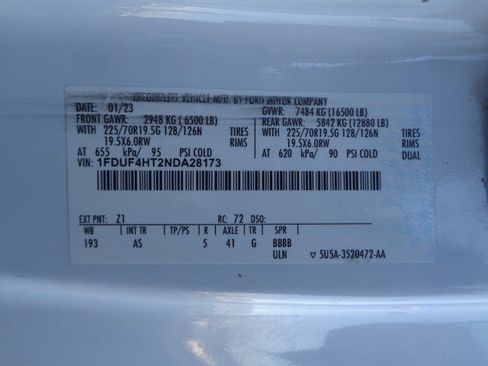 INCOMPLETE VEHICLE MFD. BY FORD MOTOR COMPANY
DATE: 01/23 GVWR: 7484 KG (16500 LB)
FRONT GAWR: 2948 KG ( 6500 LB) REAR GAWR: 5842 KG (12880 LB)
WITH 225/70R19.5G 128/126N TIRES WITH 225/70R19.5G 128/126N TIRES
19.5X6.0RW RIMS 19.5X6.0RW RIMS
AT 655 kPa/ 95 PSI COLD AT 620 kPa/ 90 PSI COLD DUAL
VIN: 1FDUF4HT2NDA28173
EXT PNT: Z1 RC: 72 DSO:
WB INT TR TP/PS R AXLE TR SPR
193 AS 5 41 G BBBB
ULN ▽ 5U5A-3520472-AA